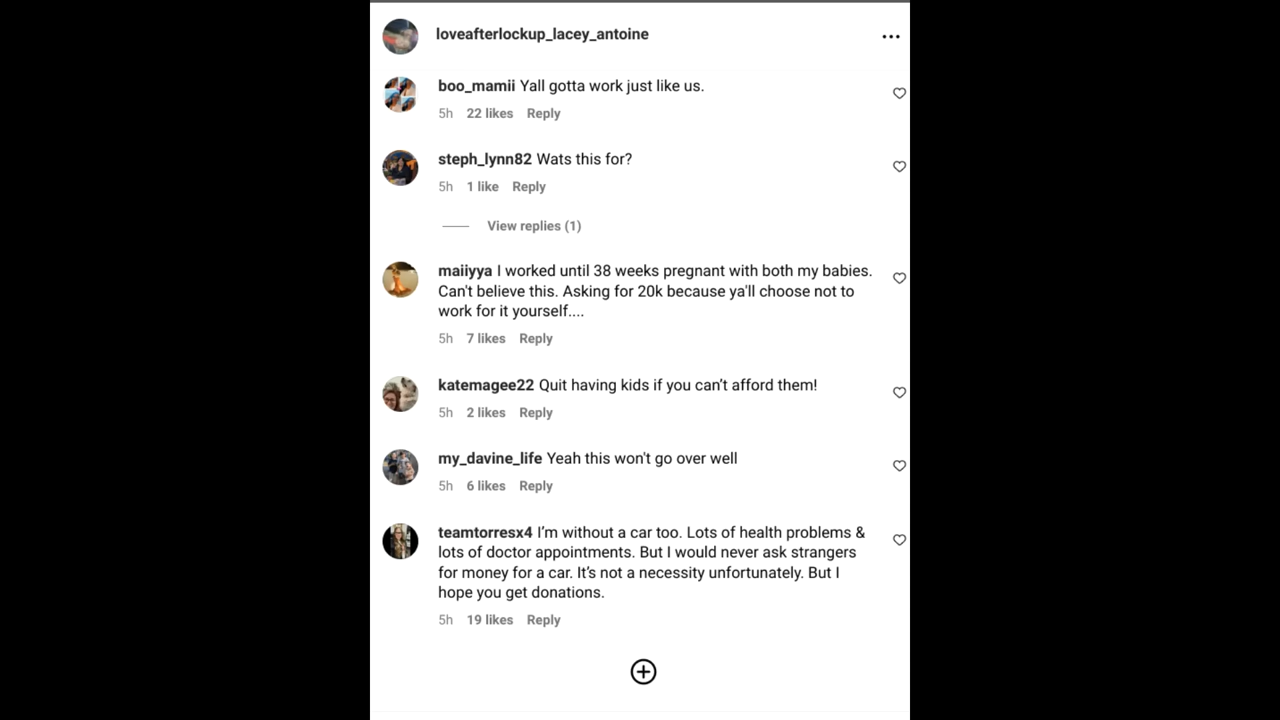 loveafterlockup_lacey_antoine
boo_mamii Yall gotta work just like us.
5h 22 likes Reply
steph_lynn82 Wats this for?
5h 1 like Reply
View replies (1)
maiiyya I worked until 38 weeks pregnant with both my babies.
Can't believe this. Asking for 20k because ya'll choose not to
work for it yourself....
5h 7 likes Reply
katemagee22 Quit having kids if you can’t afford them!
5h 2 likes Reply
my_davine_life Yeah this won't go over well
5h 6 likes Reply
teamtorresx4 I’m without a car too. Lots of health problems &
lots of doctor appointments. But I would never ask strangers
for money for a car. It’s not a necessity unfortunately. But I
hope you get donations.
5h 19 likes Reply